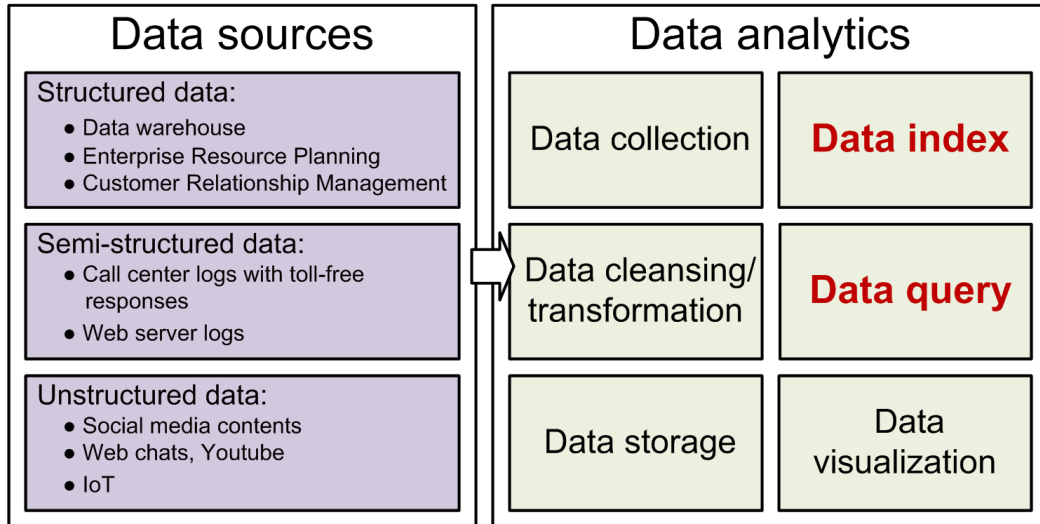 Data sources
Structured data:
● Data warehouse
● Enterprise Resource Planning
● Customer Relationship Management
Semi-structured data:
● Call center logs with toll-free
responses
● Web server logs
Unstructured data:
● Social media contents
● Web chats, Youtube
● IoT
Data analytics
Data collection
Data index
Data cleansing/
transformation
Data query
Data storage
Data
visualization